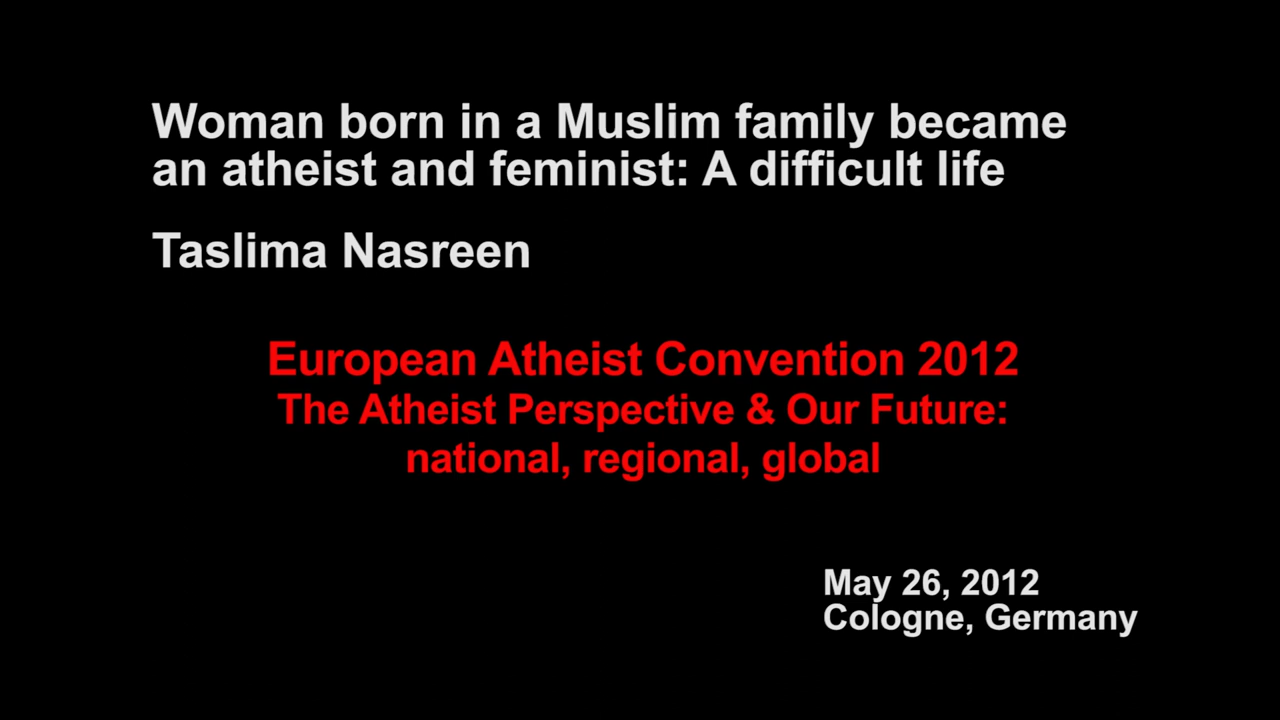 Woman born in a Muslim family became
an atheist and feminist: A difficult life
Taslima Nasreen
European Atheist Convention 2012
The Atheist Perspective & Our Future:
national, regional, global
May 26, 2012
Cologne, Germany